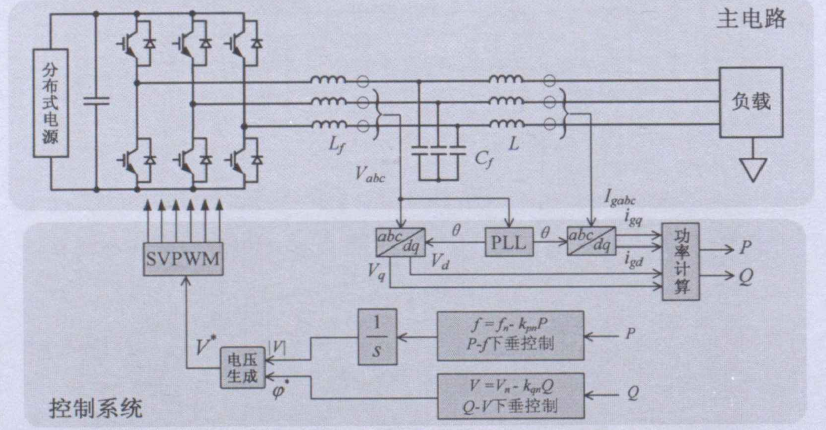 主电路
分布式电源
负载
L_f
C_f
L
V_abc
I_gabc
abc
dq
θ
PLL
θ
abc
dq
i_gq
i_gd
V_d
V_q
功率计算
P
Q
SVPWM
V*
电压
生成
|V|
φ*
1
s
f = f_n- k_pn P
P-f下垂控制
P
V =V_n- k_qn Q
Q-V下垂控制
Q
控制系统